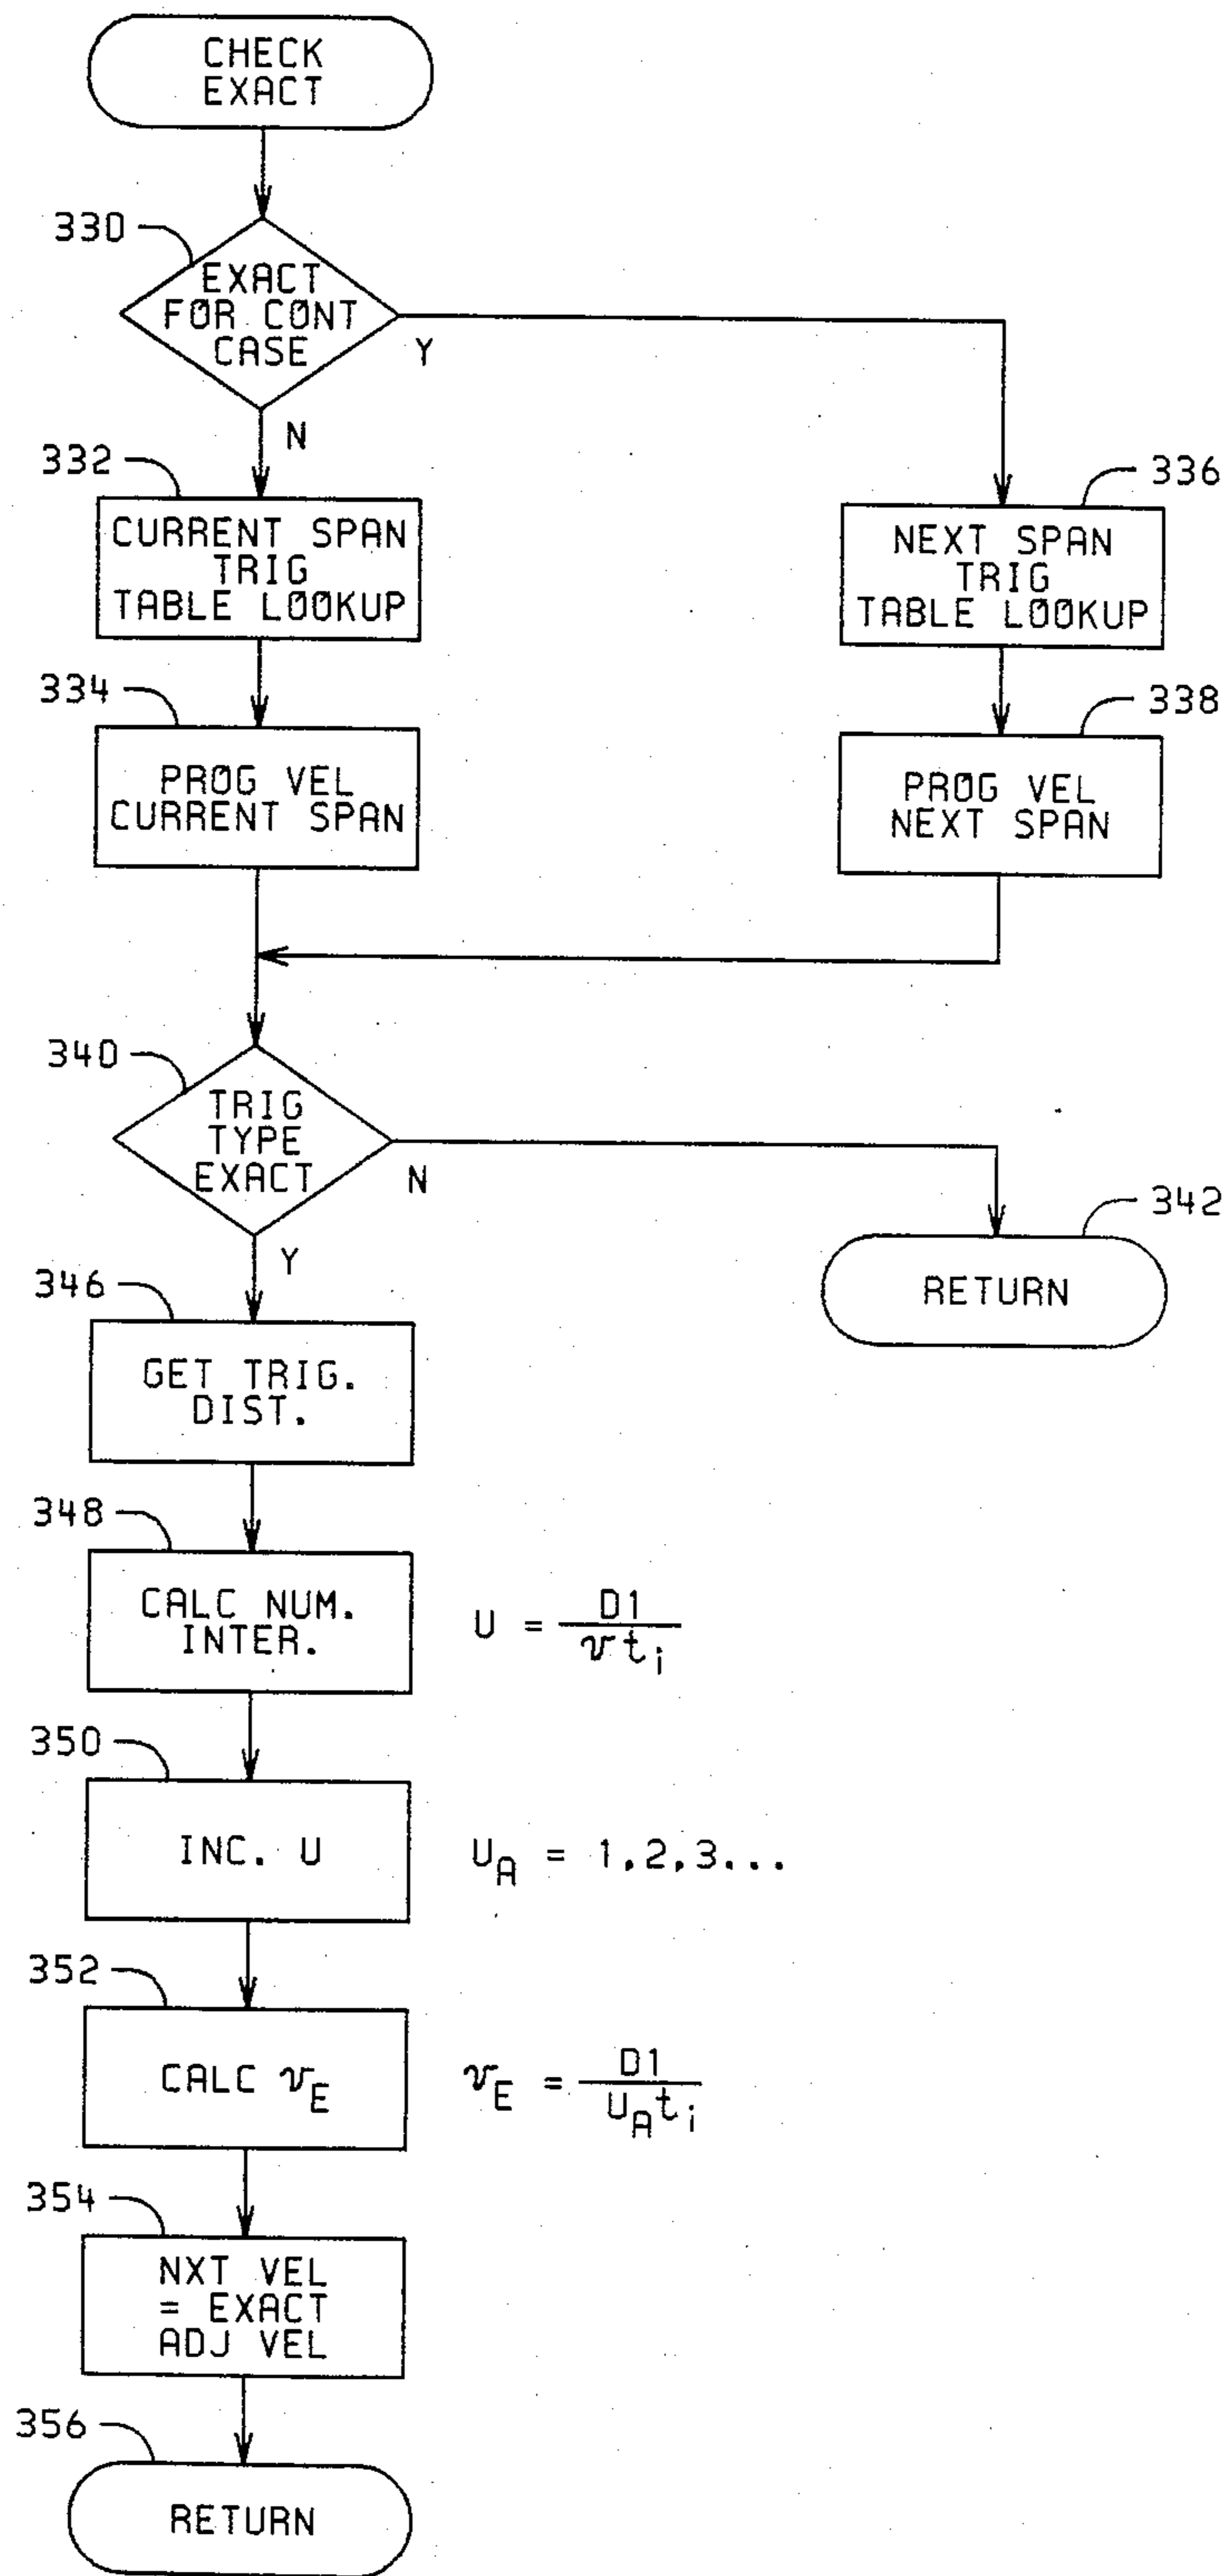 CHECK
EXACT
330
EXACT
FOR CONT
CASE
Y
N
332
CURRENT SPAN
TRIG
TABLE LOOKUP
336
NEXT SPAN
TRIG
TABLE LOOKUP
334
PROG VEL
CURRENT SPAN
338
PROG VEL
NEXT SPAN
340
TRIG
TYPE
EXACT
N
Y
342
RETURN
346
GET TRIG.
DIST.
348
CALC NUM.
INTER.
U = D1 / v t_i
350
INC. U
U_A = 1,2,3...
352
CALC v_E
v_E = D1 / U_A t_i
354
NXT VEL
= EXACT
ADJ VEL
356
RETURN